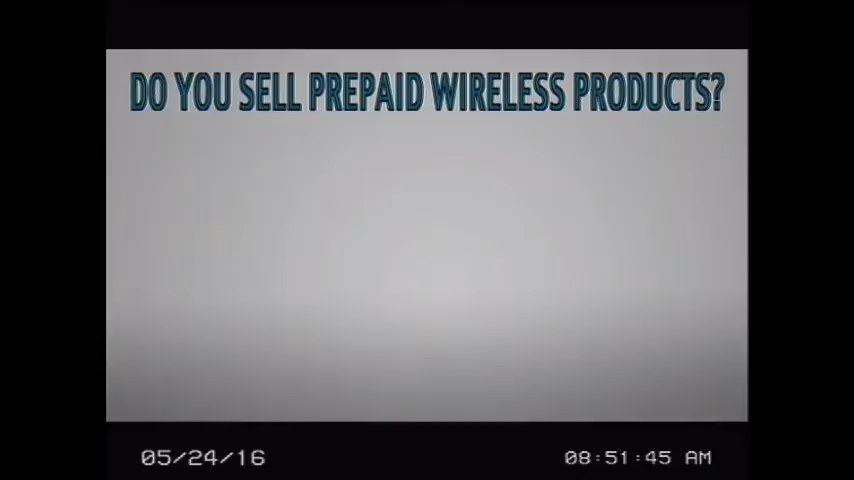 DO YOU SELL PREPAID WIRELESS PRODUCTS?
05/24/16 08:51:45 AM